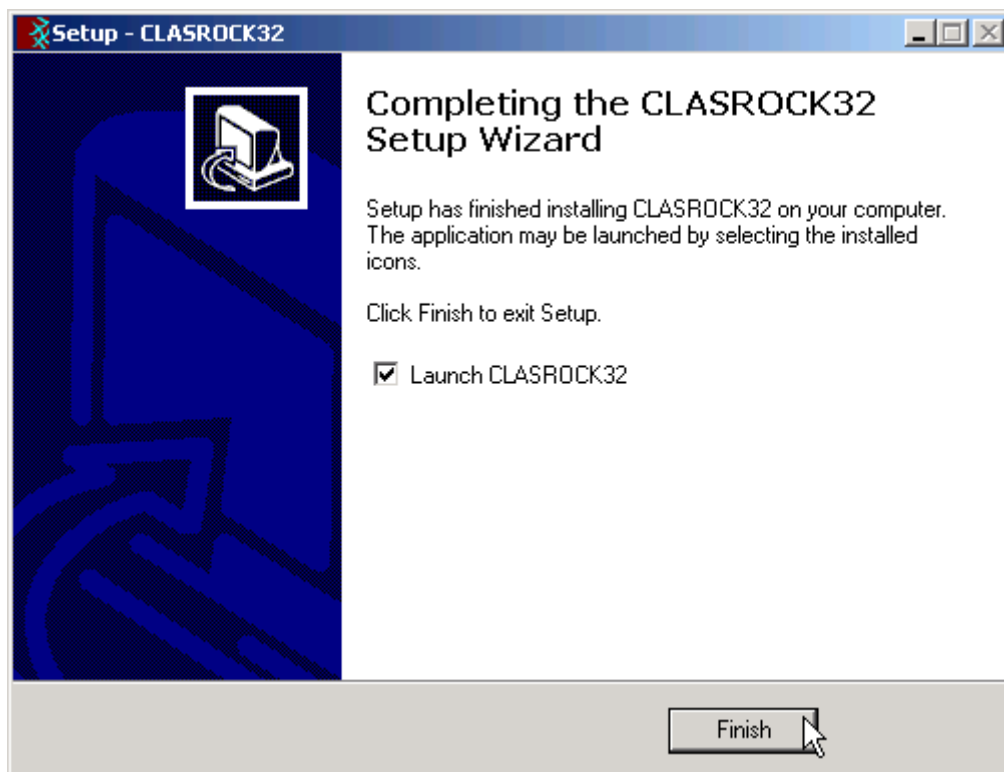 Setup - CLASROCK32
Completing the CLASROCK32
Setup Wizard
Setup has finished installing CLASROCK32 on your computer.
The application may be launched by selecting the installed
icons.
Click Finish to exit Setup.
Launch CLASROCK32
Finish